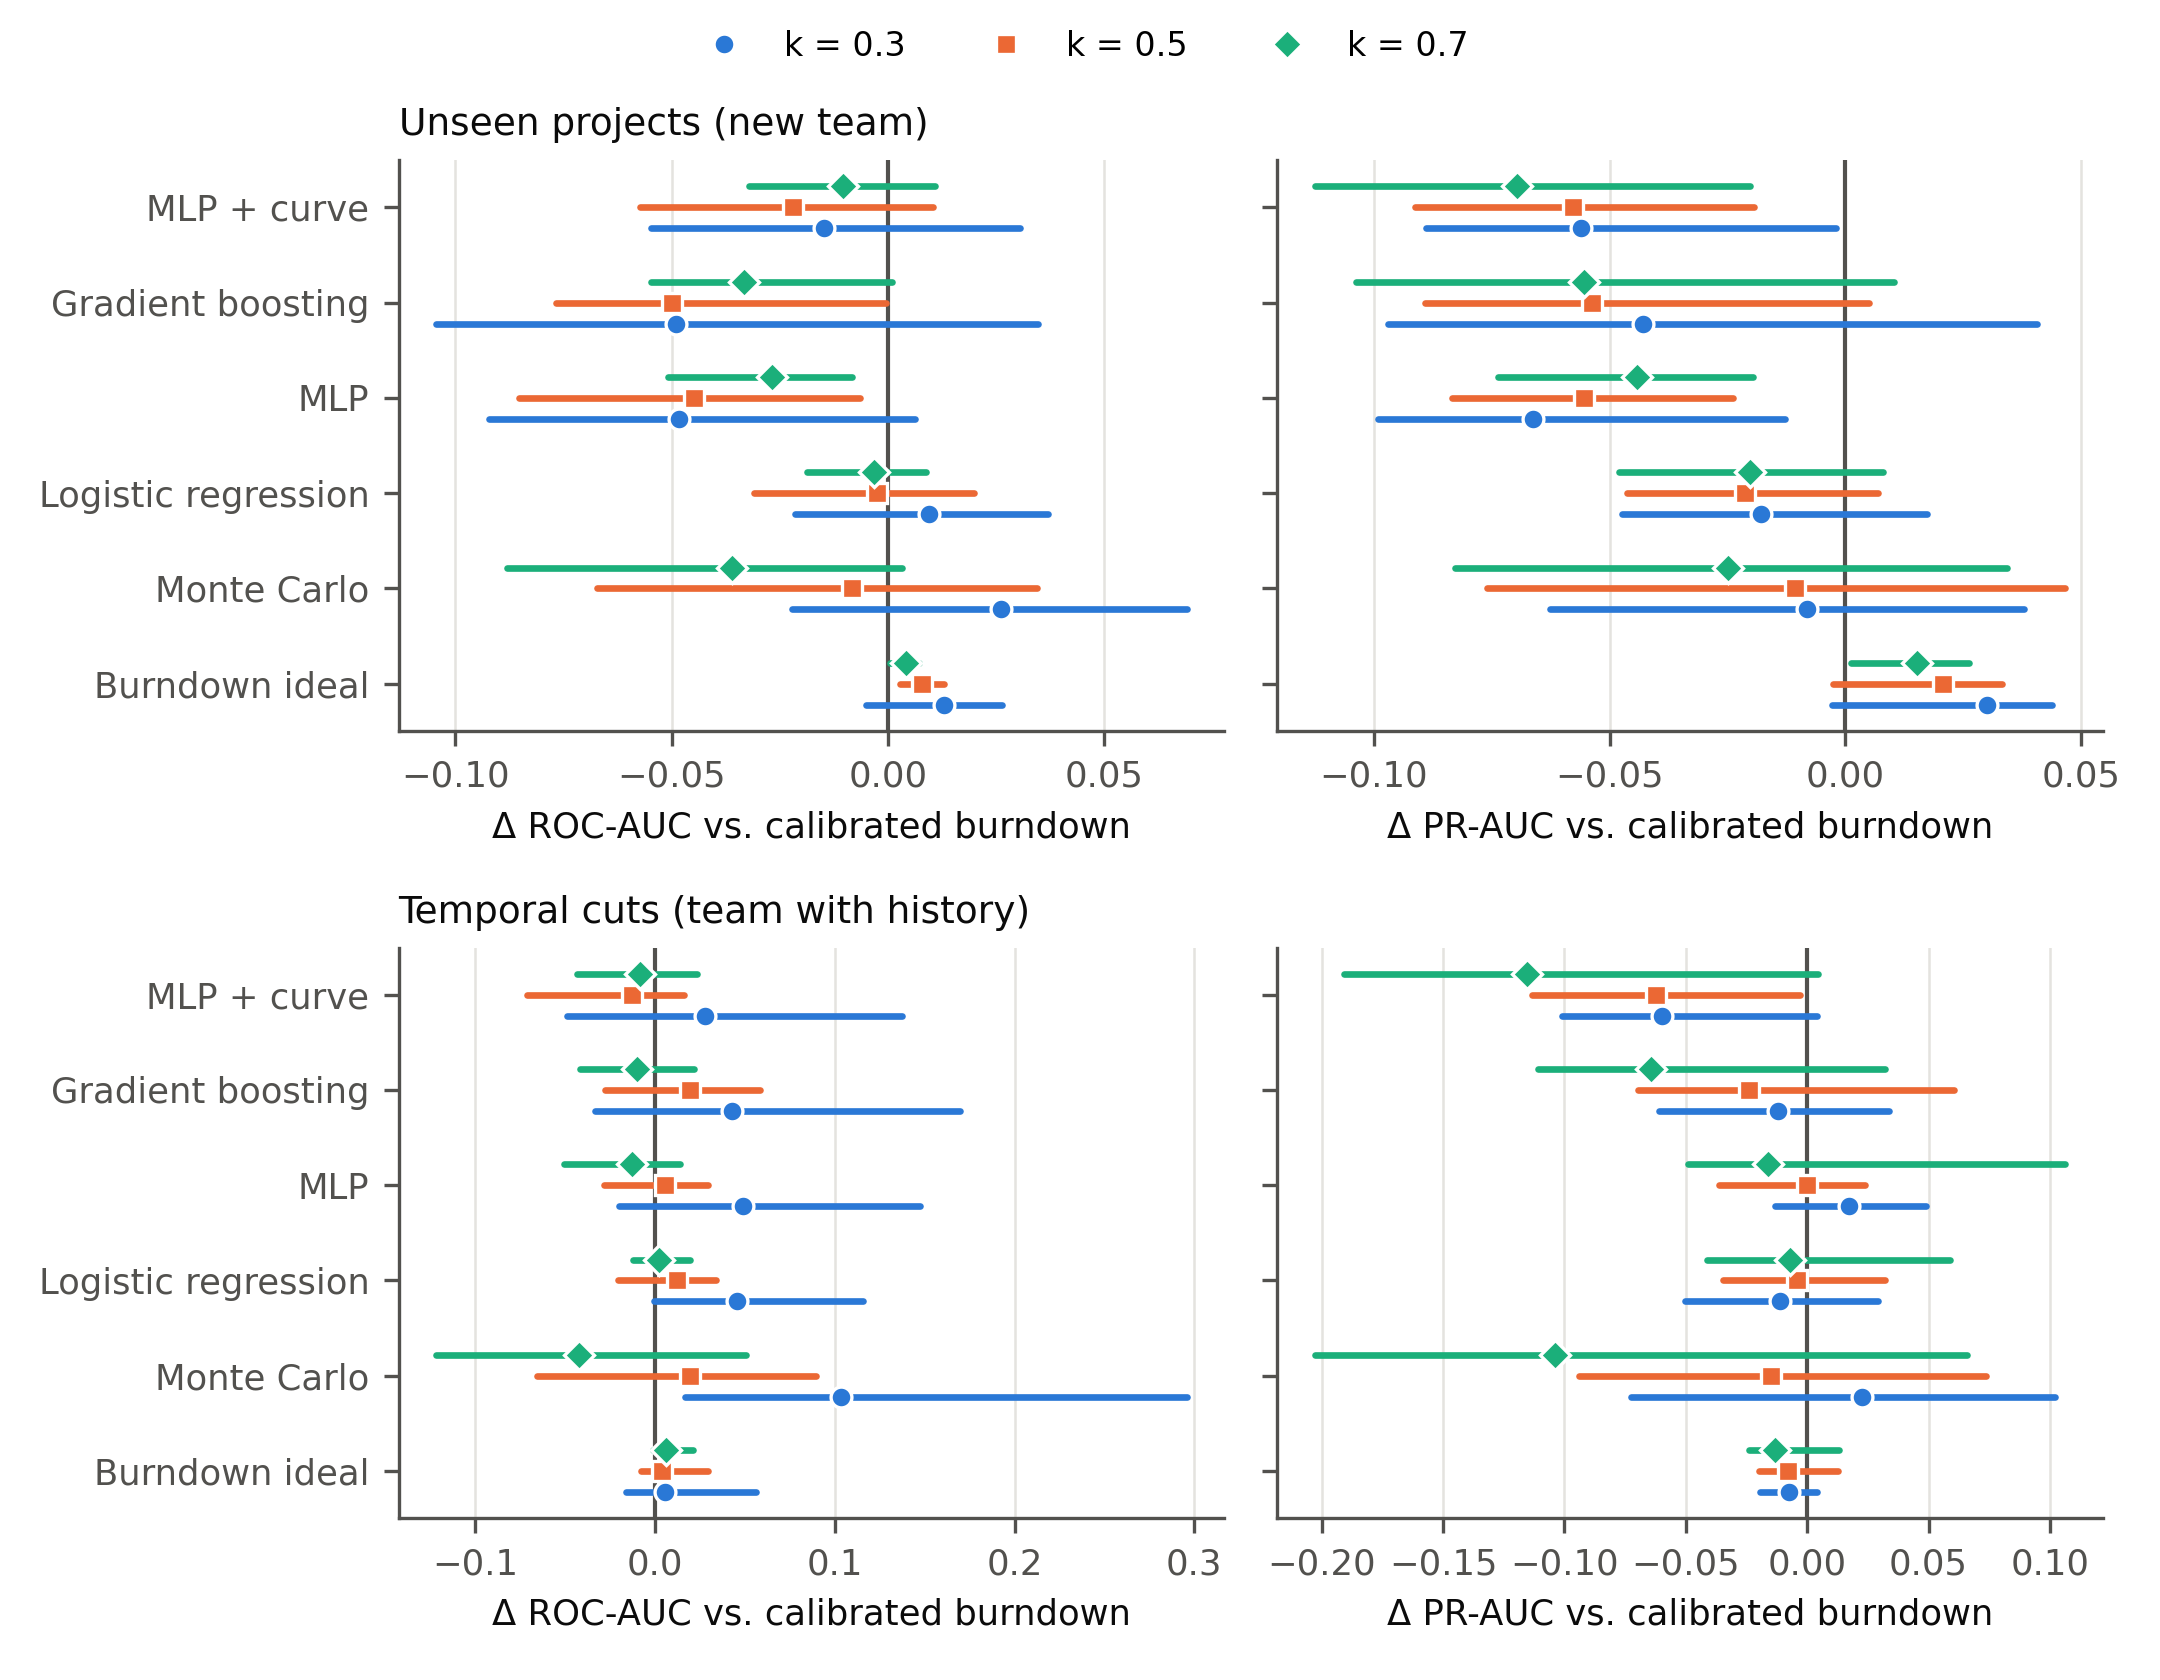 k = 0.3 k = 0.5 k = 0.7
Unseen projects (new team)
MLP + curve
Gradient boosting
MLP
Logistic regression
Monte Carlo
Burndown ideal
−0.10 −0.05 0.00 0.05
Δ ROC-AUC vs. calibrated burndown
−0.10 −0.05 0.00 0.05
Δ PR-AUC vs. calibrated burndown
Temporal cuts (team with history)
MLP + curve
Gradient boosting
MLP
Logistic regression
Monte Carlo
Burndown ideal
−0.1 0.0 0.1 0.2 0.3
Δ ROC-AUC vs. calibrated burndown
−0.20 −0.15 −0.10 −0.05 0.00 0.05 0.10
Δ PR-AUC vs. calibrated burndown